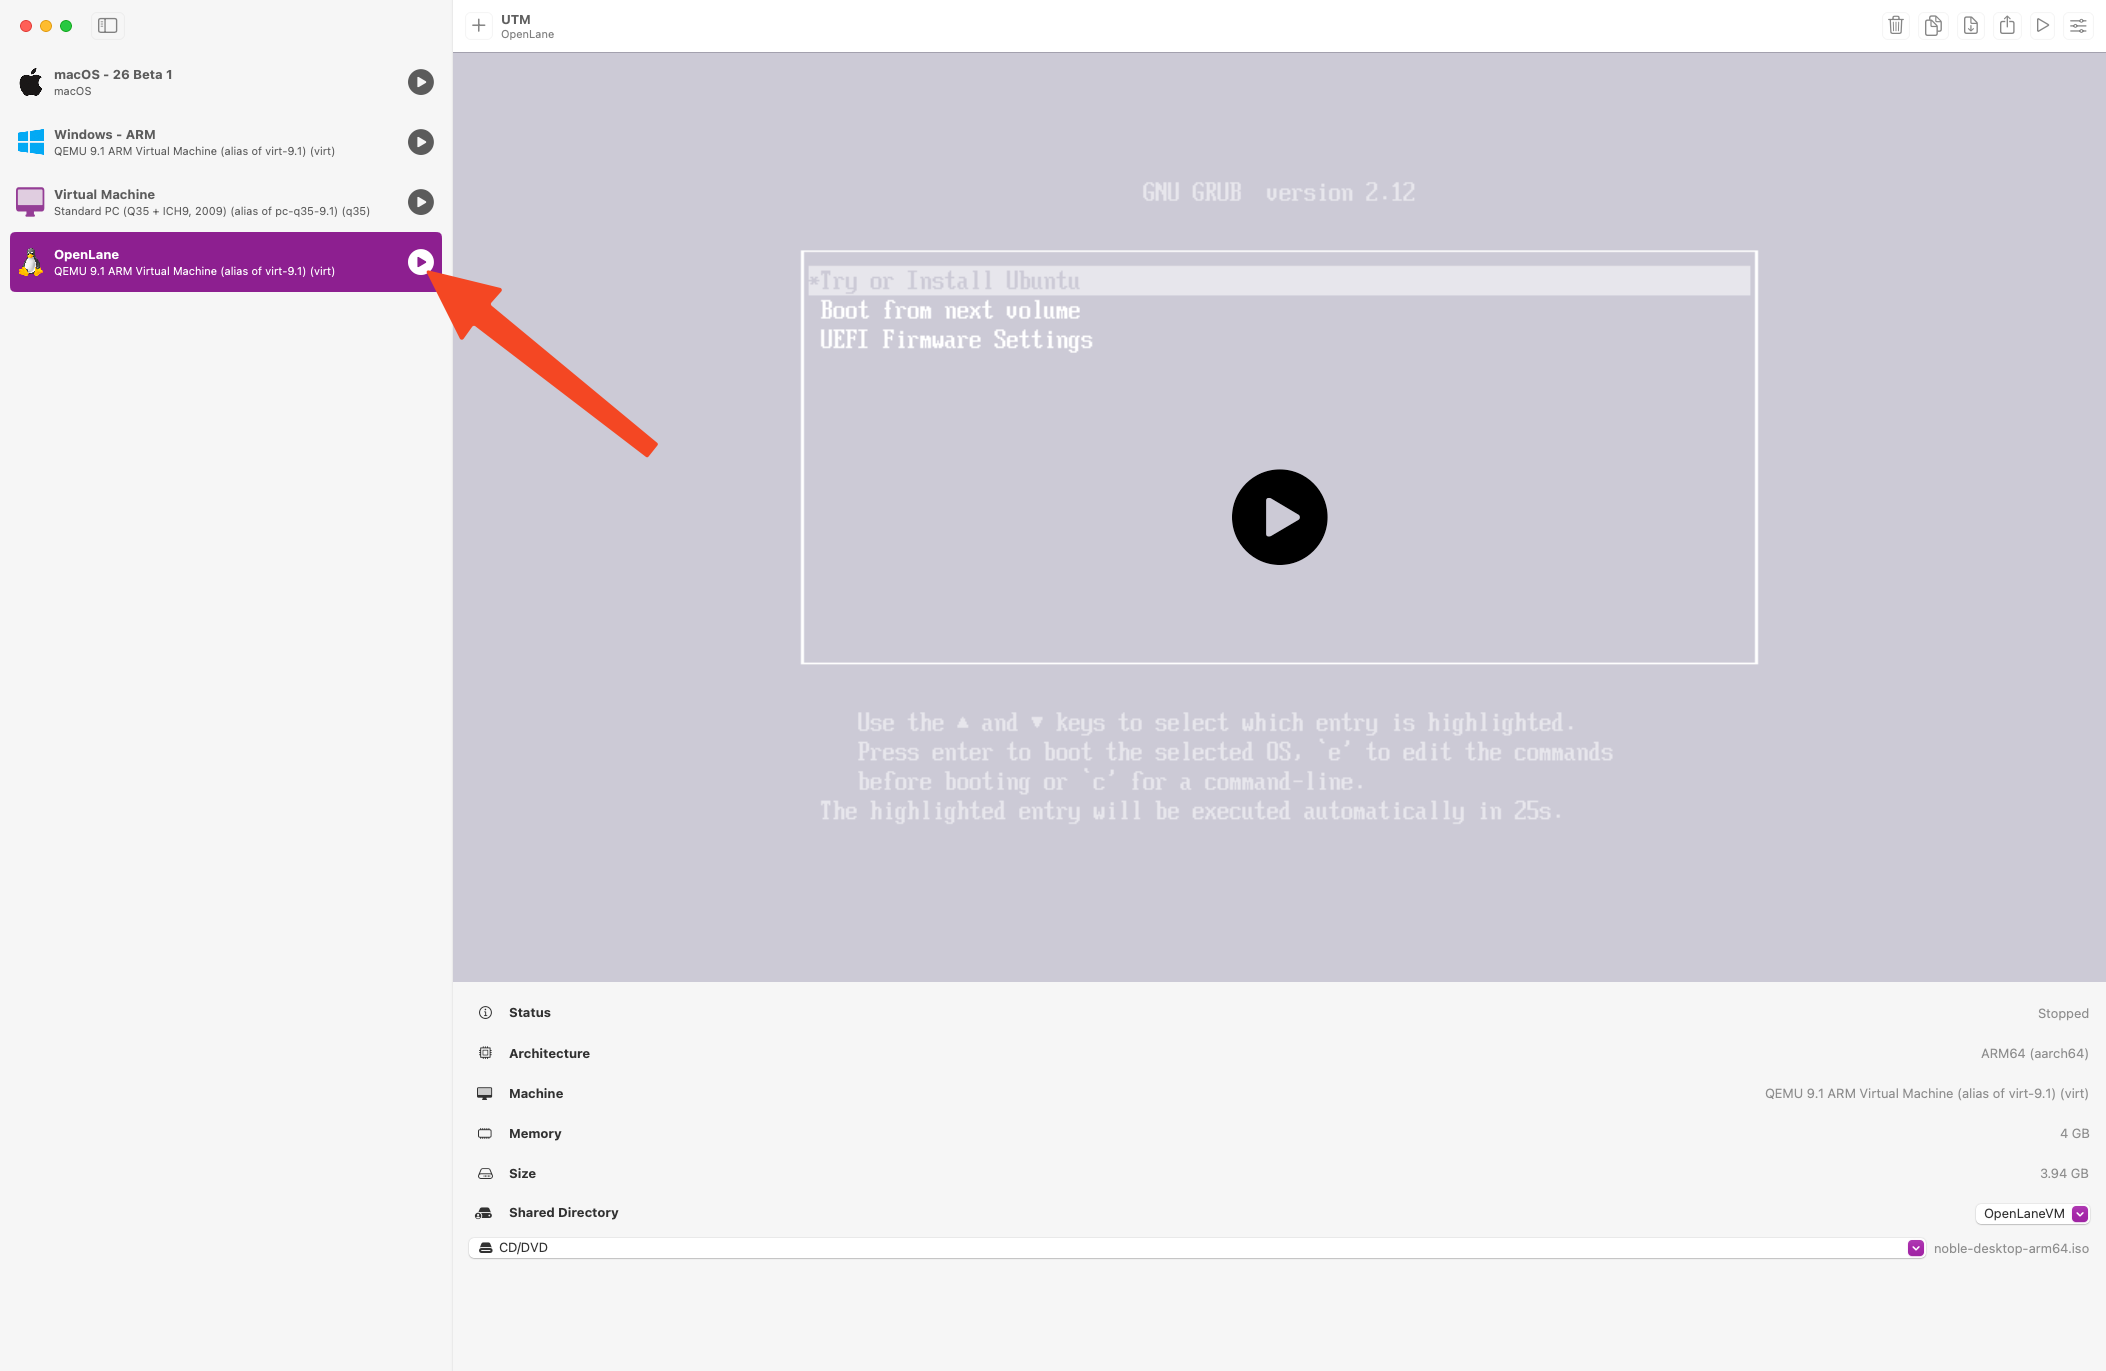 UTM
OpenLane
macOS - 26 Beta 1
macOS
Windows - ARM
QEMU 9.1 ARM Virtual Machine (alias of virt-9.1) (virt)
Virtual Machine
Standard PC (Q35 + ICH9, 2009) (alias of pc-q35-9.1) (q35)
OpenLane
QEMU 9.1 ARM Virtual Machine (alias of virt-9.1) (virt)
GNU GRUB  version 2.12
*Try or Install Ubuntu
Boot from next volume
UEFI Firmware Settings
Use the ▲ and ▼ keys to select which entry is highlighted.
Press enter to boot the selected OS, `e' to edit the commands
before booting or `c' for a command-line.
The highlighted entry will be executed automatically in 25s.
Status Stopped
Architecture ARM64 (aarch64)
Machine QEMU 9.1 ARM Virtual Machine (alias of virt-9.1) (virt)
Memory 4 GB
Size 3.94 GB
Shared Directory OpenLaneVM
CD/DVD noble-desktop-arm64.iso